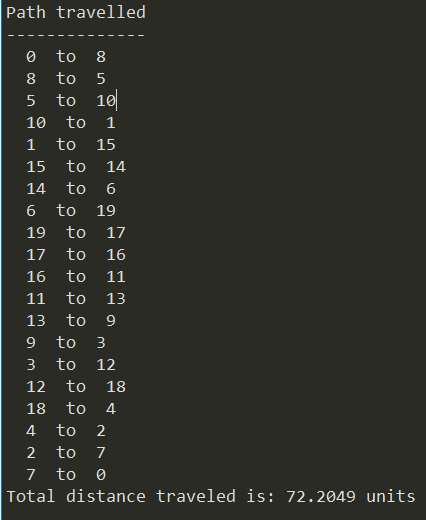 Path travelled
--------------
  0  to  8
  8  to  5
  5  to  10
  10  to  1
  1  to  15
  15  to  14
  14  to  6
  6  to  19
  19  to  17
  17  to  16
  16  to  11
  11  to  13
  13  to  9
  9  to  3
  3  to  12
  12  to  18
  18  to  4
  4  to  2
  2  to  7
  7  to  0
Total distance traveled is: 72.2049 units